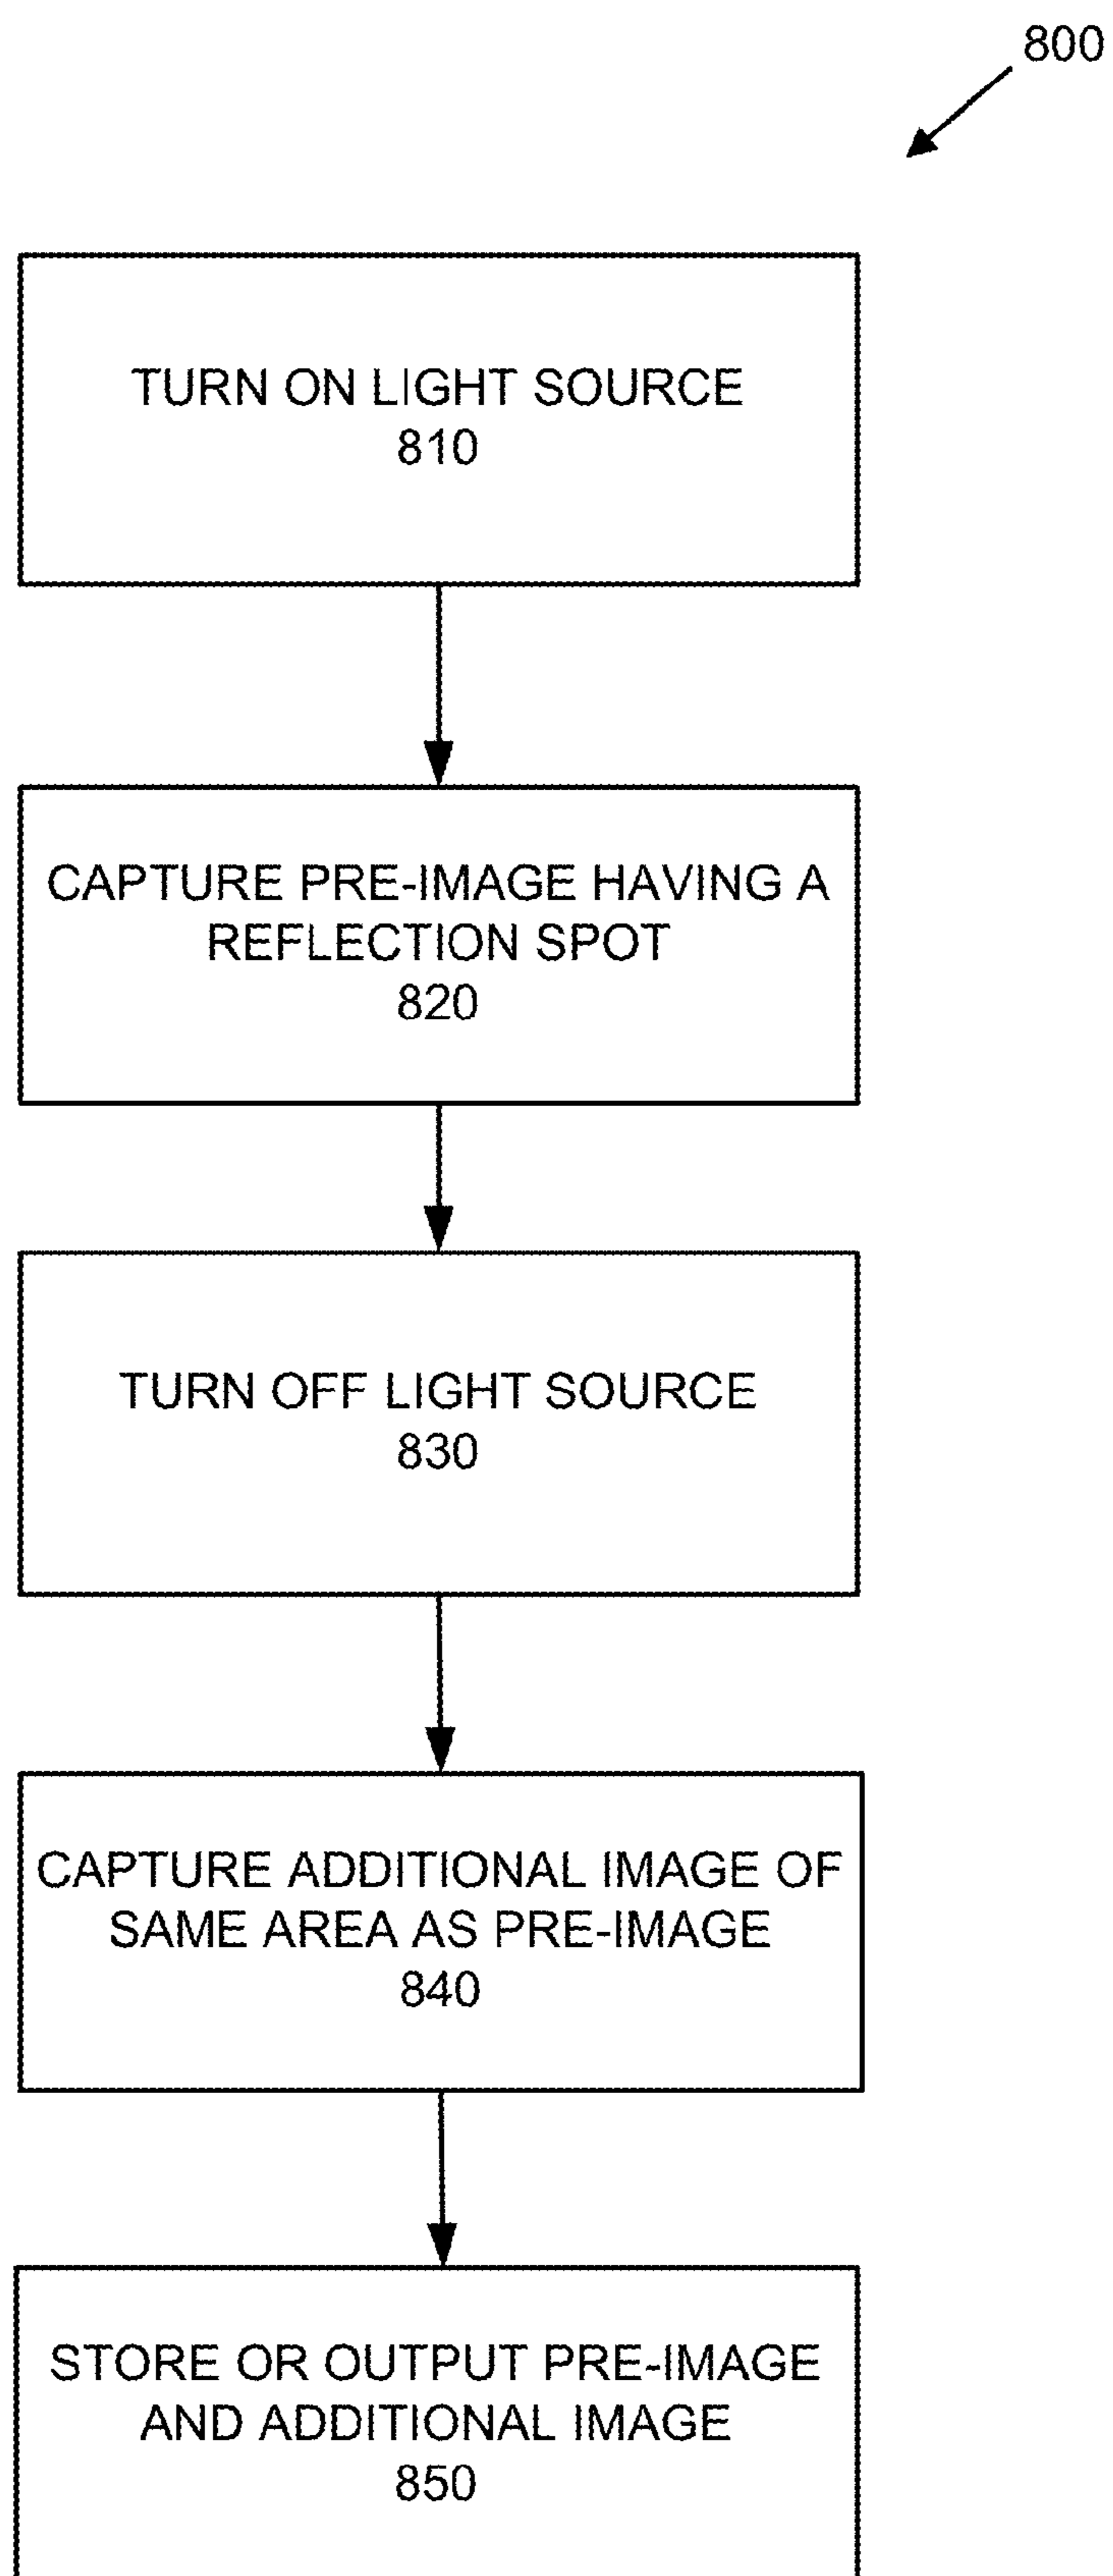 800
TURN ON LIGHT SOURCE
810
CAPTURE PRE-IMAGE HAVING A
REFLECTION SPOT
820
TURN OFF LIGHT SOURCE
830
CAPTURE ADDITIONAL IMAGE OF
SAME AREA AS PRE-IMAGE
840
STORE OR OUTPUT PRE-IMAGE
AND ADDITIONAL IMAGE
850